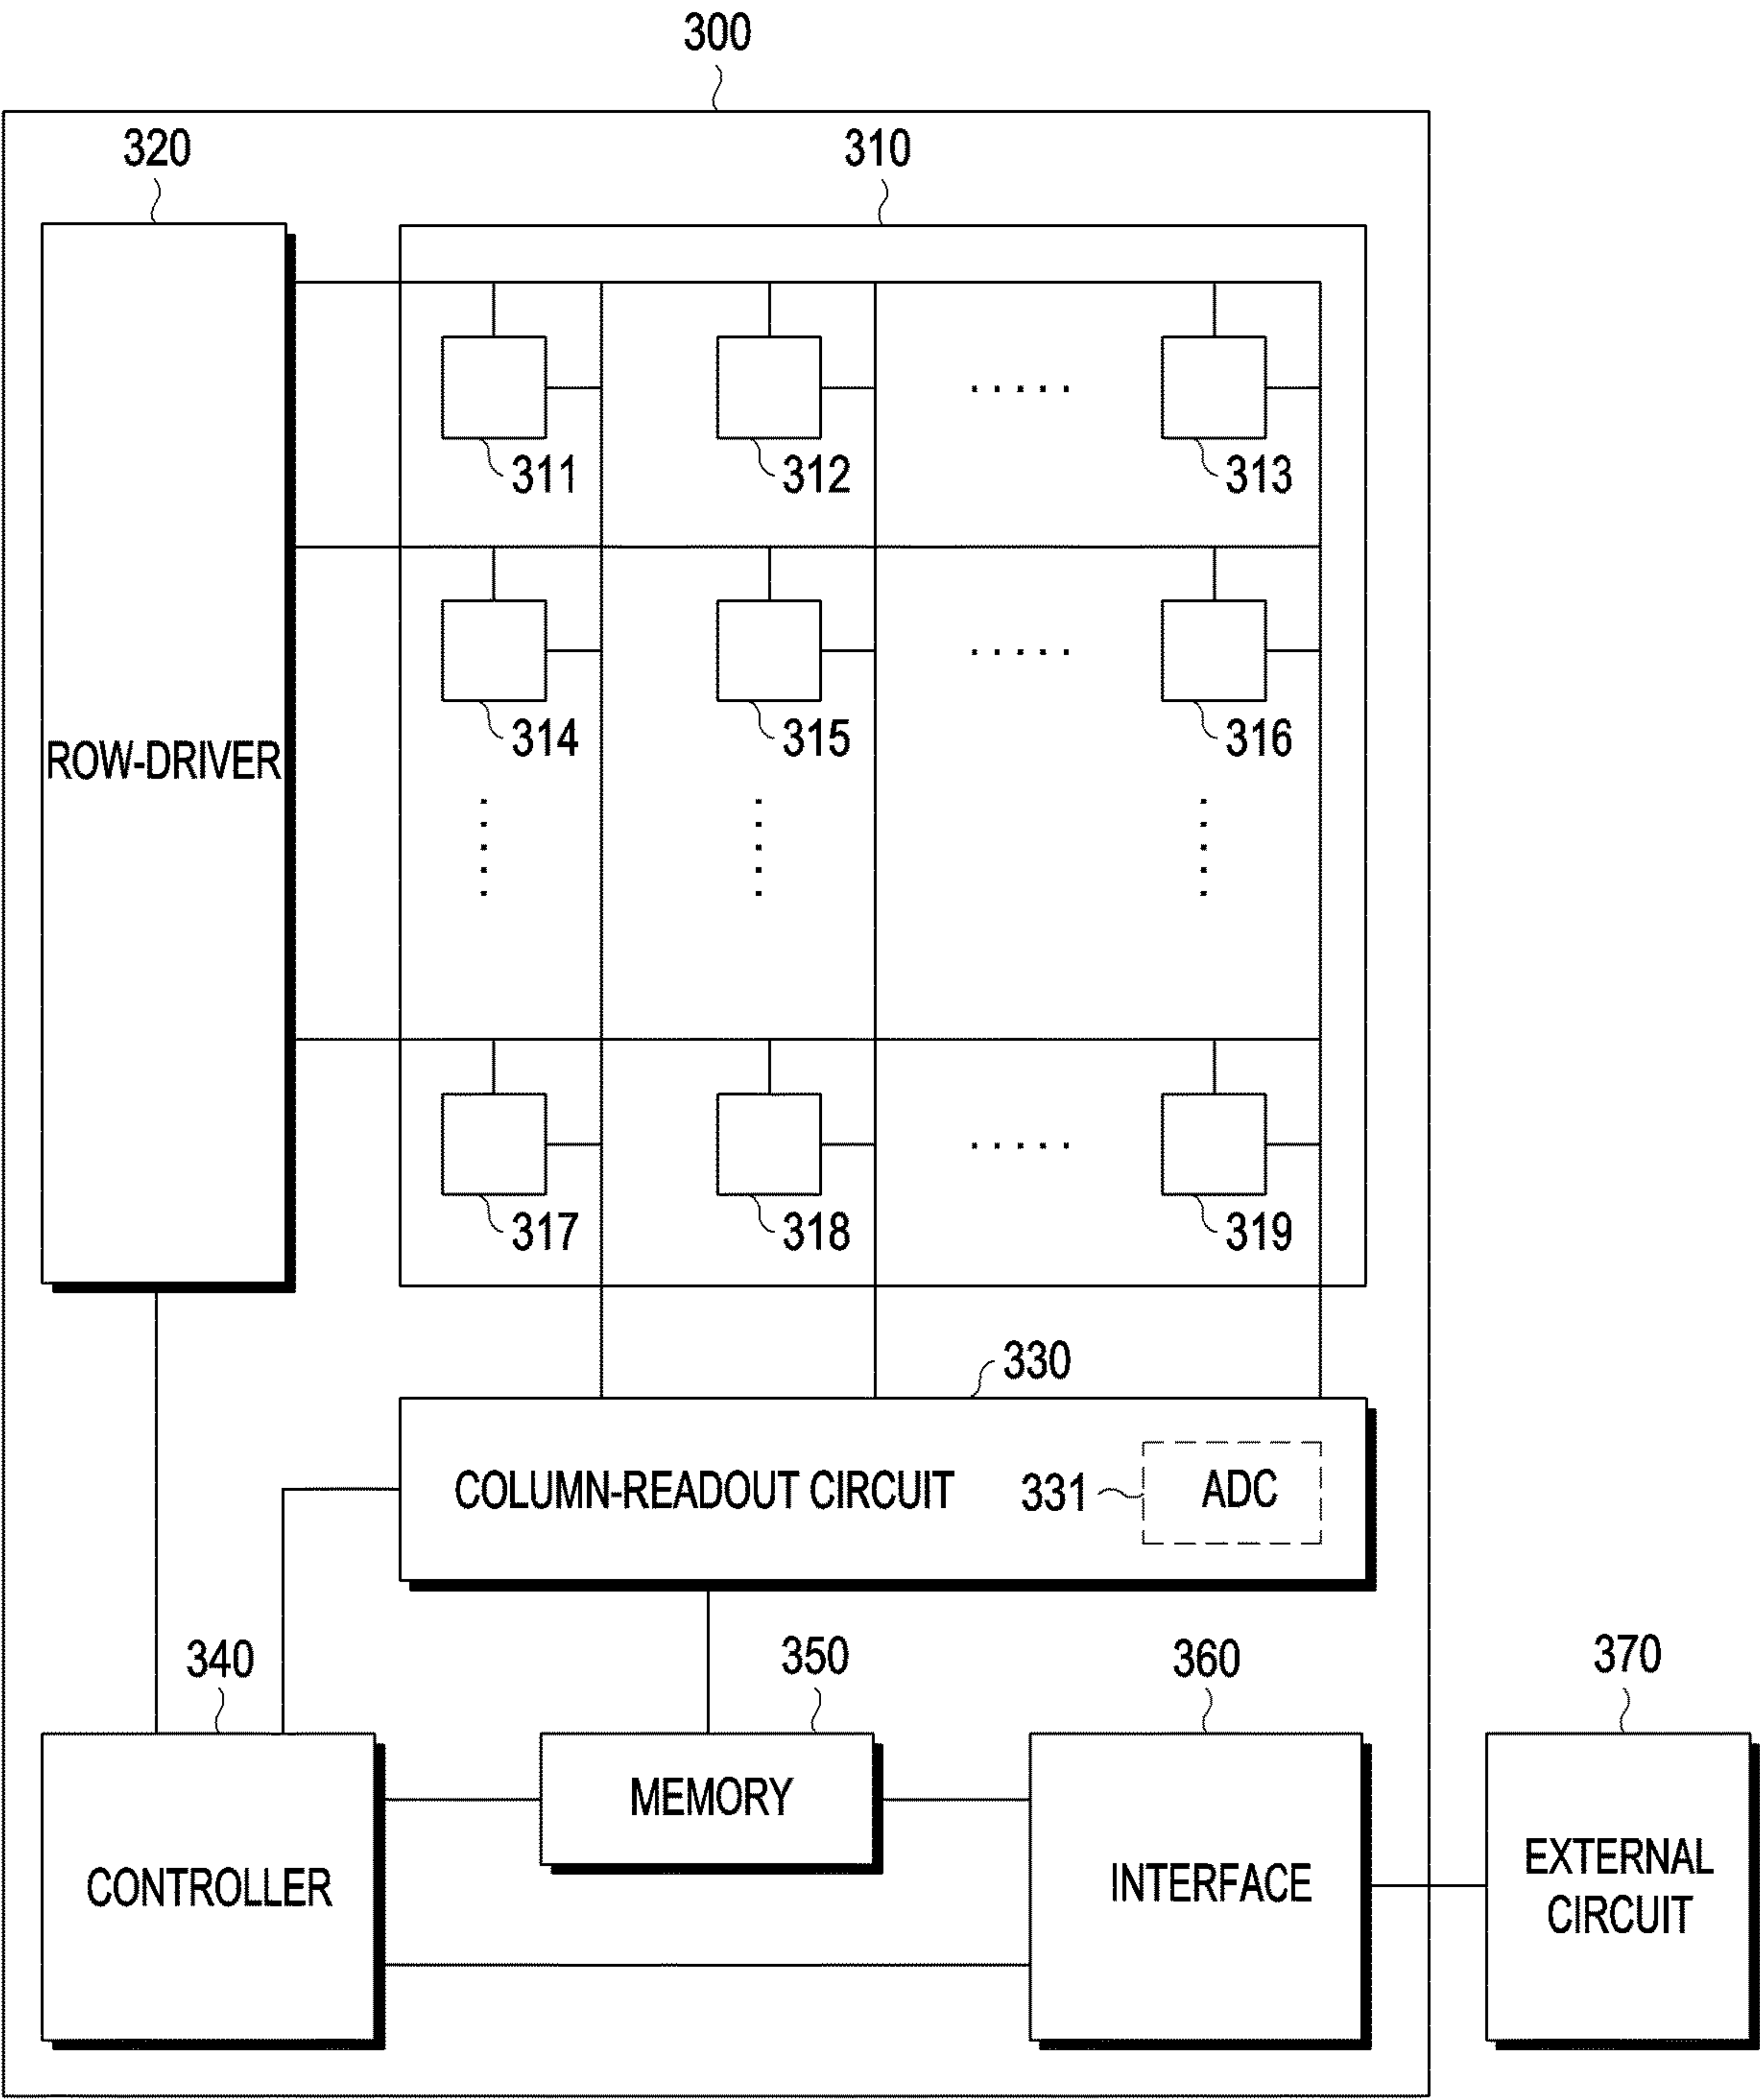 300
320
310
311
312
313
314
315
316
ROW-DRIVER
317
318
319
330
COLUMN-READOUT CIRCUIT
331
ADC
340
350
360
370
MEMORY
CONTROLLER
INTERFACE
EXTERNAL
CIRCUIT